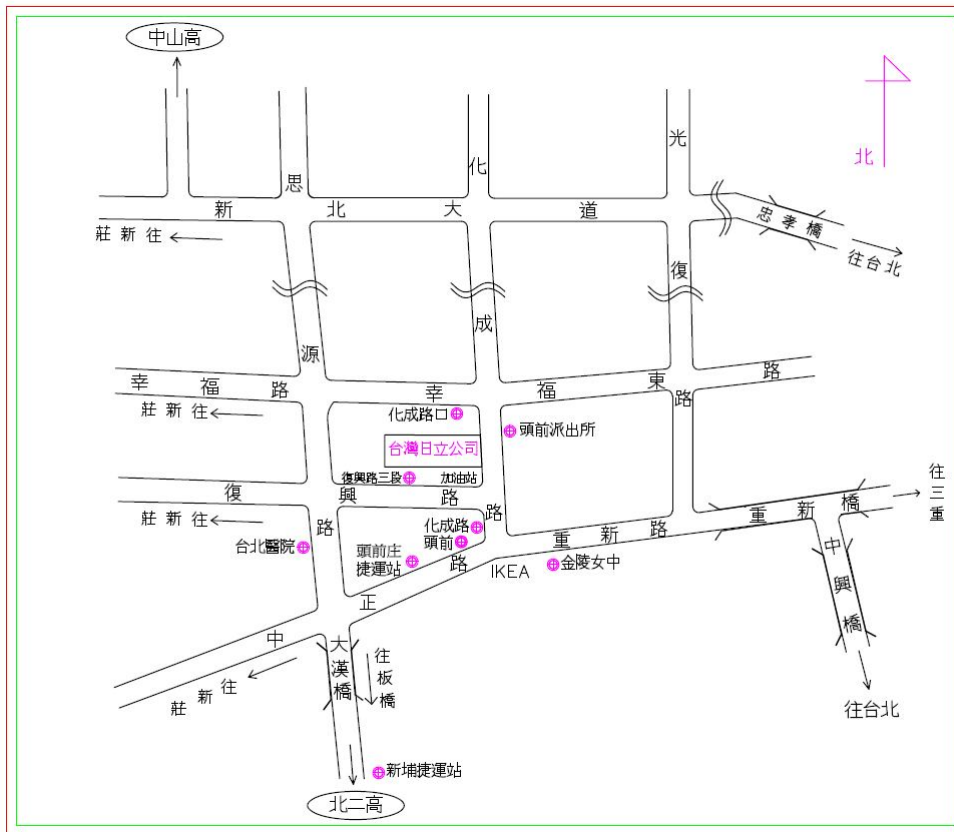 中山高
北
思源路
化成路
光復路
新北大道
往新莊
忠孝橋
往台北
幸福路
幸福東路
往新莊
化成路口
頭前派出所
台灣日立公司
復興路三段
加油站
復興路
往新莊
台北醫院
化成路
頭前
頭前庄
捷運站
重新路
重新橋
往三重
IKEA
金陵女中
中興橋
往台北
中正路
往新莊
大漢橋
往板橋
新埔捷運站
北二高